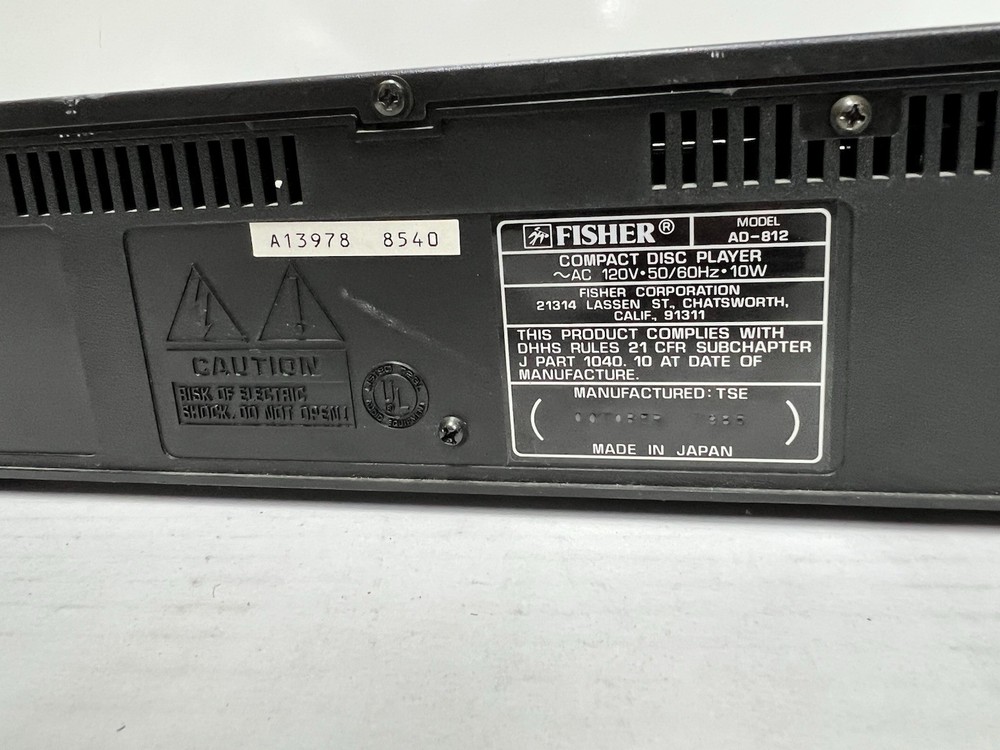 A13978 8540
CAUTION
RISK OF ELECTRIC
SHOCK, DO NOT OPEN!
UL
FISHER®
MODEL
AD-812
COMPACT DISC PLAYER
~AC 120V•50/60Hz•10W
FISHER CORPORATION
21314 LASSEN ST., CHATSWORTH,
CALIF., 91311
THIS PRODUCT COMPLIES WITH
DHHS RULES 21 CFR SUBCHAPTER
J PART 1040. 10 AT DATE OF
MANUFACTURE.
MANUFACTURED: TSE
MADE IN JAPAN